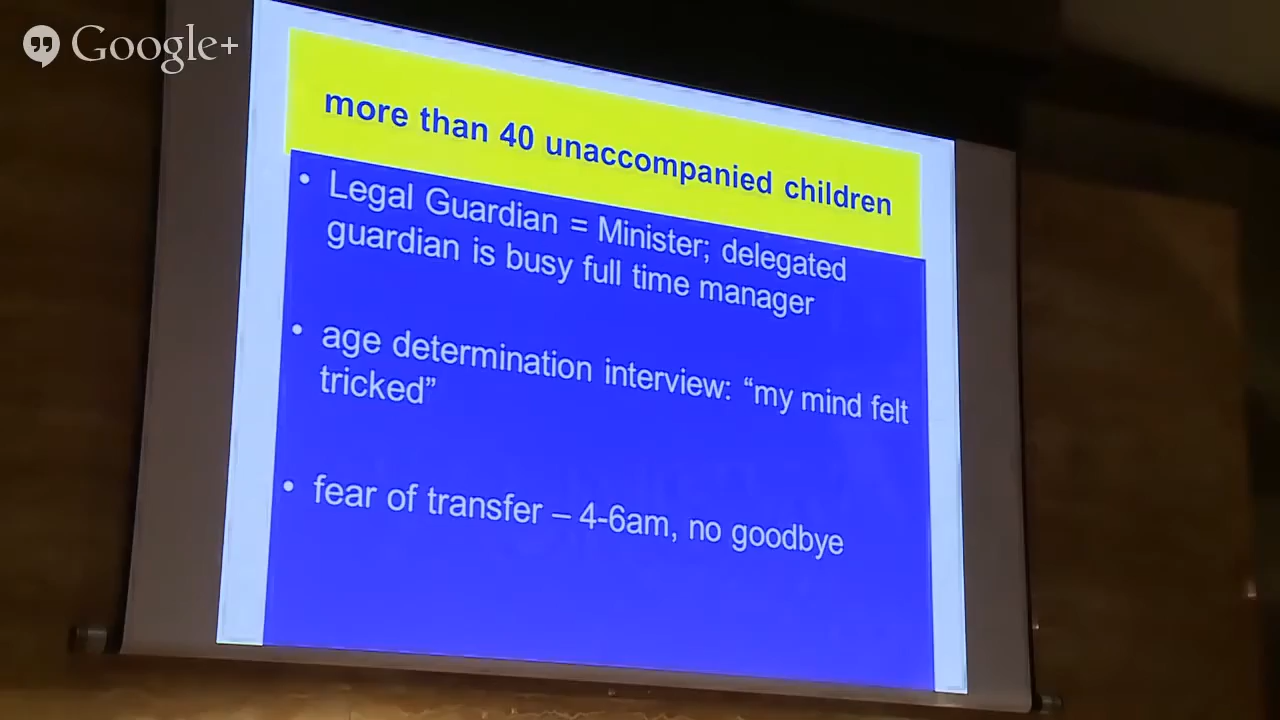 Google+
more than 40 unaccompanied children
• Legal Guardian = Minister; delegated
guardian is busy full time manager
• age determination interview: “my mind felt
tricked”
• fear of transfer – 4-6am, no goodbye